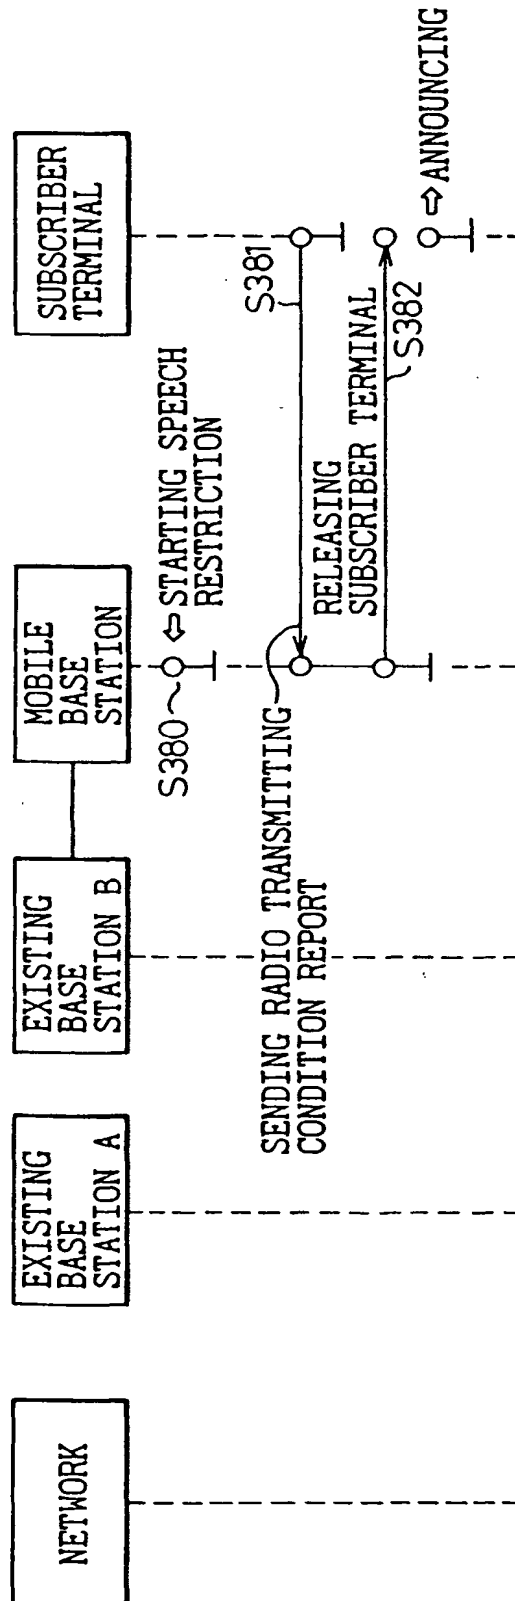 NETWORK
EXISTING
BASE
STATION A
EXISTING
BASE
STATION B
MOBILE
BASE
STATION
SUBSCRIBER
TERMINAL
S380
STARTING SPEECH
RESTRICTION
SENDING RADIO TRANSMITTING
CONDITION REPORT
S381
RELEASING
SUBSCRIBER TERMINAL
S382
ANNOUNCING